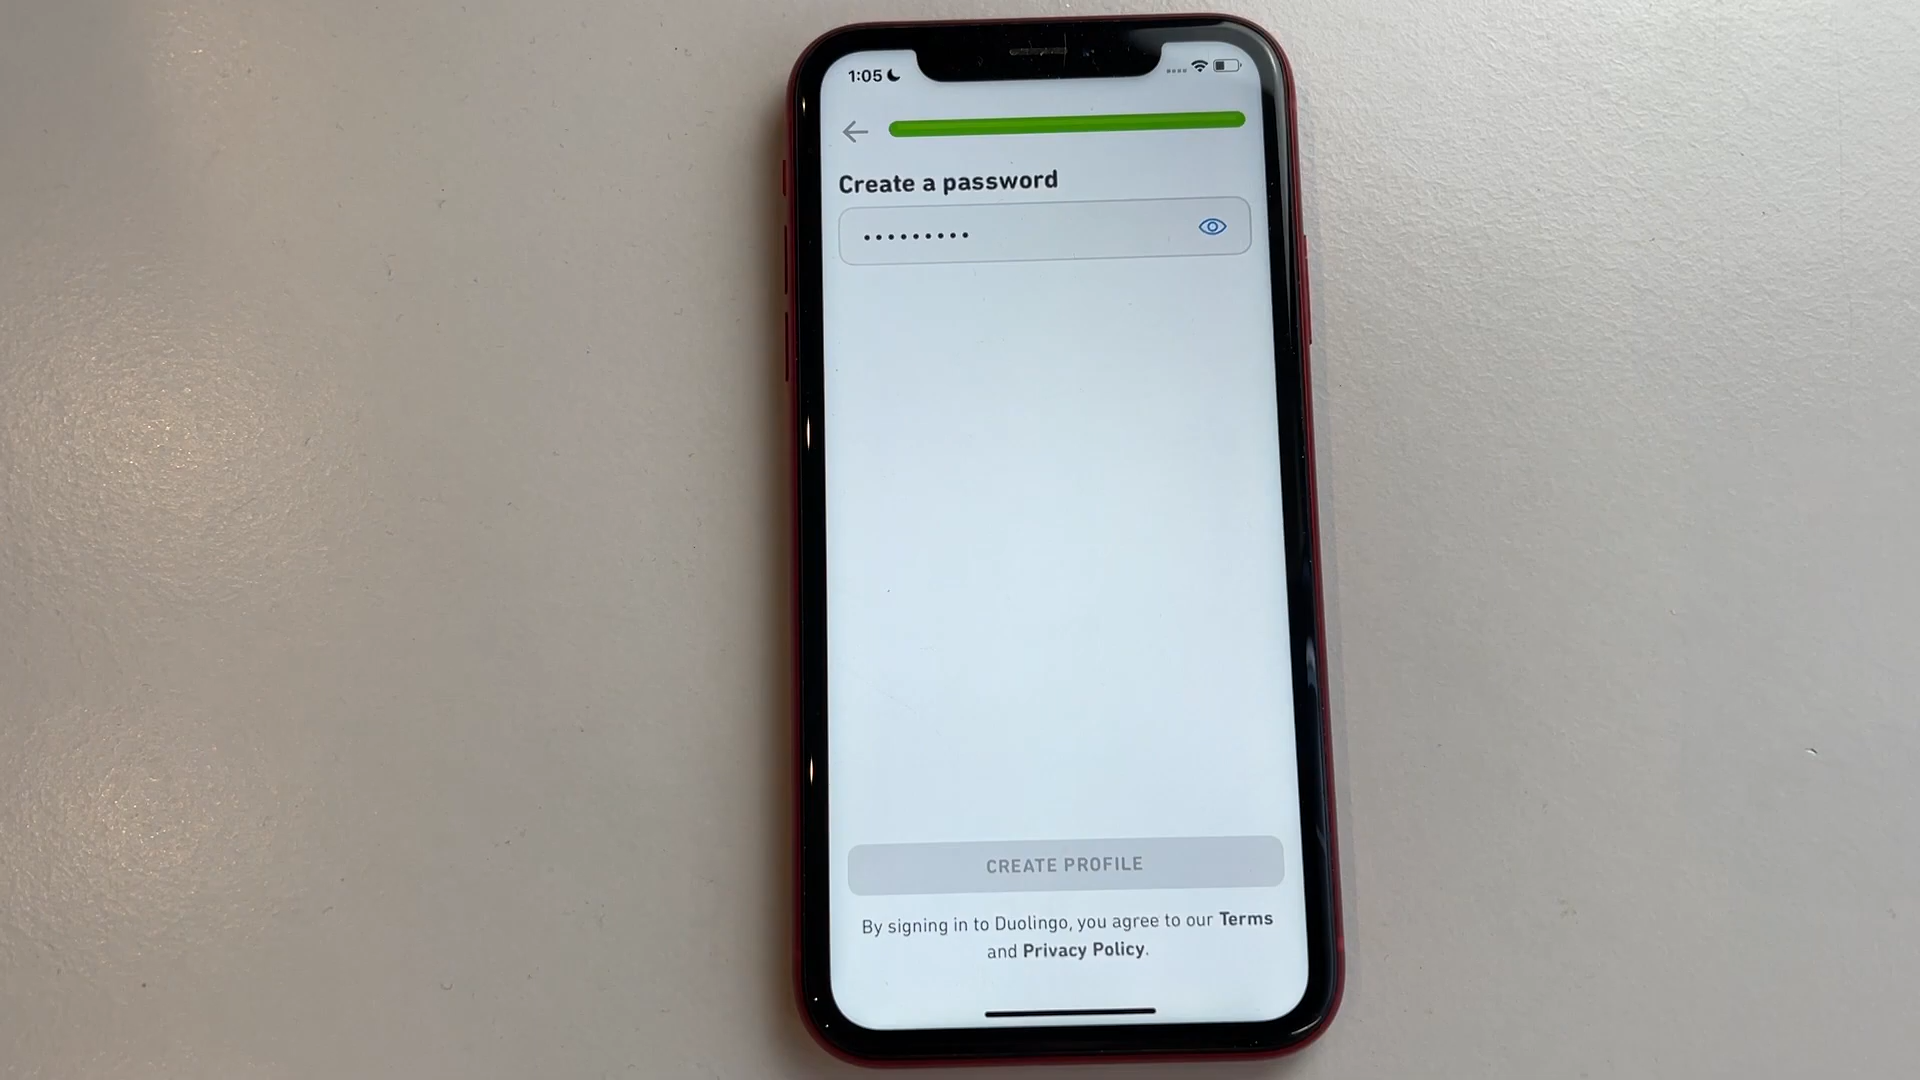 1:05
Create a password
•••••••••
CREATE PROFILE
By signing in to Duolingo, you agree to our Terms
and Privacy Policy.